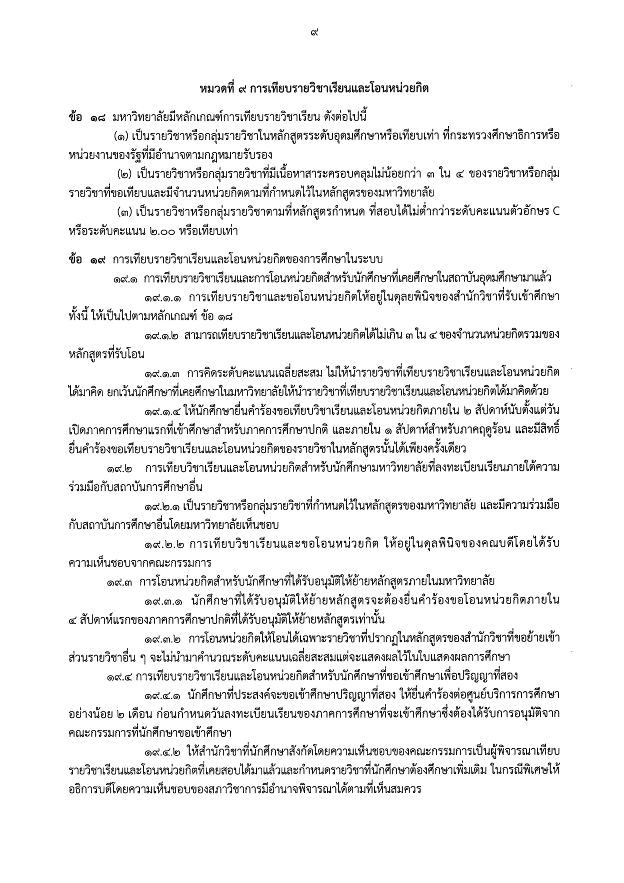 ๙
หมวดที่ ๙ การเทียบรายวิชาเรียนและโอนหน่วยกิต
ข้อ ๑๘ มหาวิทยาลัยมีหลักเกณฑ์การเทียบรายวิชาเรียน ดังต่อไปนี้
(๑) เป็นรายวิชาหรือกลุ่มรายวิชาในหลักสูตรระดับอุดมศึกษาหรือเทียบเท่า ที่กระทรวงศึกษาธิการหรือ
หน่วยงานของรัฐที่มีอำนาจตามกฎหมายรับรอง
(๒) เป็นรายวิชาหรือกลุ่มรายวิชาที่มีเนื้อหาสาระครอบคลุมไม่น้อยกว่า ๓ ใน ๔ ของรายวิชาหรือกลุ่ม
รายวิชาที่ขอเทียบและมีจำนวนหน่วยกิตตามที่กำหนดไว้ในหลักสูตรของมหาวิทยาลัย
(๓) เป็นรายวิชาหรือกลุ่มรายวิชาตามที่หลักสูตรกำหนด ที่สอบได้ไม่ต่ำกว่าระดับคะแนนตัวอักษร C
หรือระดับคะแนน ๒.๐๐ หรือเทียบเท่า
ข้อ ๑๙ การเทียบรายวิชาเรียนและโอนหน่วยกิตของการศึกษาในระบบ
๑๙.๑ การเทียบรายวิชาเรียนและการโอนหน่วยกิตสำหรับนักศึกษาที่เคยศึกษาในสถาบันอุดมศึกษามาแล้ว
๑๙.๑.๑ การเทียบรายวิชาและขอโอนหน่วยกิตให้อยู่ในดุลยพินิจของสำนักวิชาที่รับเข้าศึกษา
ทั้งนี้ ให้เป็นไปตามหลักเกณฑ์ ข้อ ๑๘
๑๙.๑.๒ สามารถเทียบรายวิชาเรียนและโอนหน่วยกิตได้ไม่เกิน ๓ ใน ๔ ของจำนวนหน่วยกิตรวมของ
หลักสูตรที่รับโอน
๑๙.๑.๓ การคิดระดับคะแนนเฉลี่ยสะสม ไม่ให้นำรายวิชาที่เทียบรายวิชาเรียนและโอนหน่วยกิต
ได้มาคิด ยกเว้นนักศึกษาที่เคยศึกษาในมหาวิทยาลัยให้นำรายวิชาที่เทียบรายวิชาเรียนและโอนหน่วยกิตได้มาคิดด้วย
๑๙.๑.๔ ให้นักศึกษายื่นคำร้องขอเทียบวิชาเรียนและโอนหน่วยกิตภายใน ๒ สัปดาห์นับตั้งแต่วัน
เปิดภาคการศึกษาแรกที่เข้าศึกษาสำหรับภาคการศึกษาปกติ และภายใน ๑ สัปดาห์สำหรับภาคฤดูร้อน และมีสิทธิ์
ยื่นคำร้องขอเทียบรายวิชาเรียนและโอนหน่วยกิตของรายวิชาในหลักสูตรนั้นได้เพียงครั้งเดียว
๑๙.๒ การเทียบวิชาเรียนและโอนหน่วยกิตสำหรับนักศึกษามหาวิทยาลัยที่ลงทะเบียนเรียนภายใต้ความ
ร่วมมือกับสถาบันการศึกษาอื่น
๑๙.๒.๑ เป็นรายวิชาหรือกลุ่มรายวิชาที่กำหนดไว้ในหลักสูตรของมหาวิทยาลัย และมีความร่วมมือ
กับสถาบันการศึกษาอื่นโดยมหาวิทยาลัยเห็นชอบ
๑๙.๒.๒ การเทียบวิชาเรียนและขอโอนหน่วยกิต ให้อยู่ในดุลพินิจของคณบดีโดยได้รับ
ความเห็นชอบจากคณะกรรมการ
๑๙.๓ การโอนหน่วยกิตสำหรับนักศึกษาที่ได้รับอนุมัติให้ย้ายหลักสูตรภายในมหาวิทยาลัย
๑๙.๓.๑ นักศึกษาที่ได้รับอนุมัติให้ย้ายหลักสูตรจะต้องยื่นคำร้องขอโอนหน่วยกิตภายใน
๔ สัปดาห์แรกของภาคการศึกษาปกติที่ได้รับอนุมัติให้ย้ายหลักสูตรเท่านั้น
๑๙.๓.๒ การโอนหน่วยกิตให้โอนได้เฉพาะรายวิชาที่ปรากฏในหลักสูตรของสำนักวิชาที่ขอย้ายเข้า
ส่วนรายวิชาอื่น ๆ จะไม่นำมาคำนวณระดับคะแนนเฉลี่ยสะสมแต่จะแสดงผลไว้ในใบแสดงผลการศึกษา
๑๙.๔ การเทียบรายวิชาเรียนและโอนหน่วยกิตสำหรับนักศึกษาที่ขอเข้าศึกษาเพื่อปริญญาที่สอง
๑๙.๔.๑ นักศึกษาที่ประสงค์จะขอเข้าศึกษาปริญญาที่สอง ให้ยื่นคำร้องต่อศูนย์บริการการศึกษา
อย่างน้อย ๒ เดือน ก่อนกำหนดวันลงทะเบียนเรียนของภาคการศึกษาที่จะเข้าศึกษาซึ่งต้องได้รับการอนุมัติจาก
คณะกรรมการที่นักศึกษาขอเข้าศึกษา
๑๙.๔.๒ ให้สำนักวิชาที่นักศึกษาสังกัดโดยความเห็นชอบของคณะกรรมการเป็นผู้พิจารณาเทียบ
รายวิชาเรียนและโอนหน่วยกิตที่เคยสอบได้มาแล้วและกำหนดรายวิชาที่นักศึกษาต้องศึกษาเพิ่มเติม ในกรณีพิเศษให้
อธิการบดีโดยความเห็นชอบของสภาวิชาการมีอำนาจพิจารณาได้ตามที่เห็นสมควร